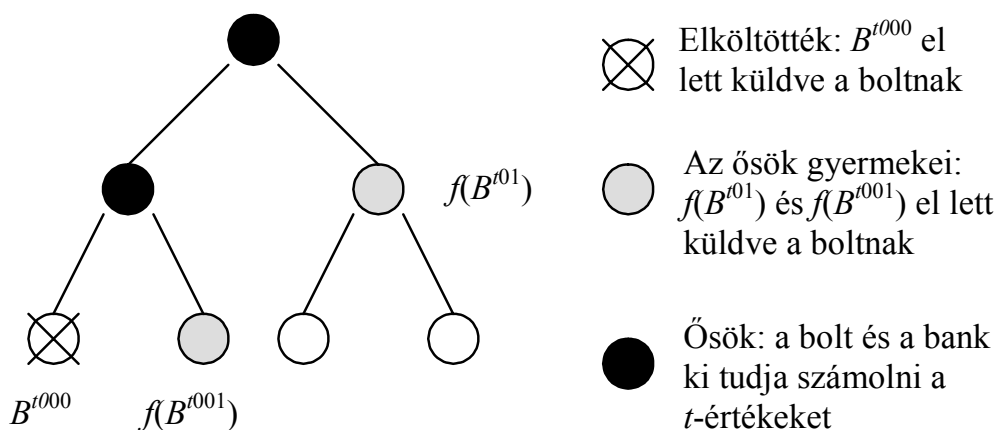 Elköltötték: B^{t000} el
lett küldve a boltnak
f(B^{t01})
Az ősök gyermekei:
f(B^{t01}) és f(B^{t001}) el lett
küldve a boltnak
B^{t000}
f(B^{t001})
Ősök: a bolt és a bank
ki tudja számolni a
t-értékeket